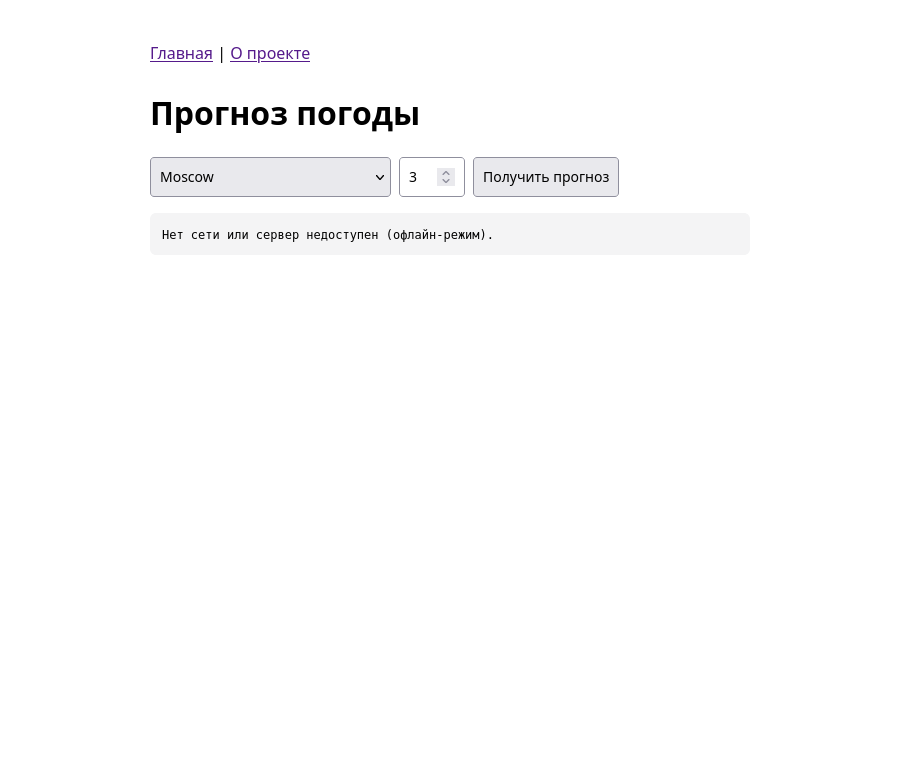 Главная | О проекте
Прогноз погоды
Moscow 3 Получить прогноз
Нет сети или сервер недоступен (офлайн-режим).